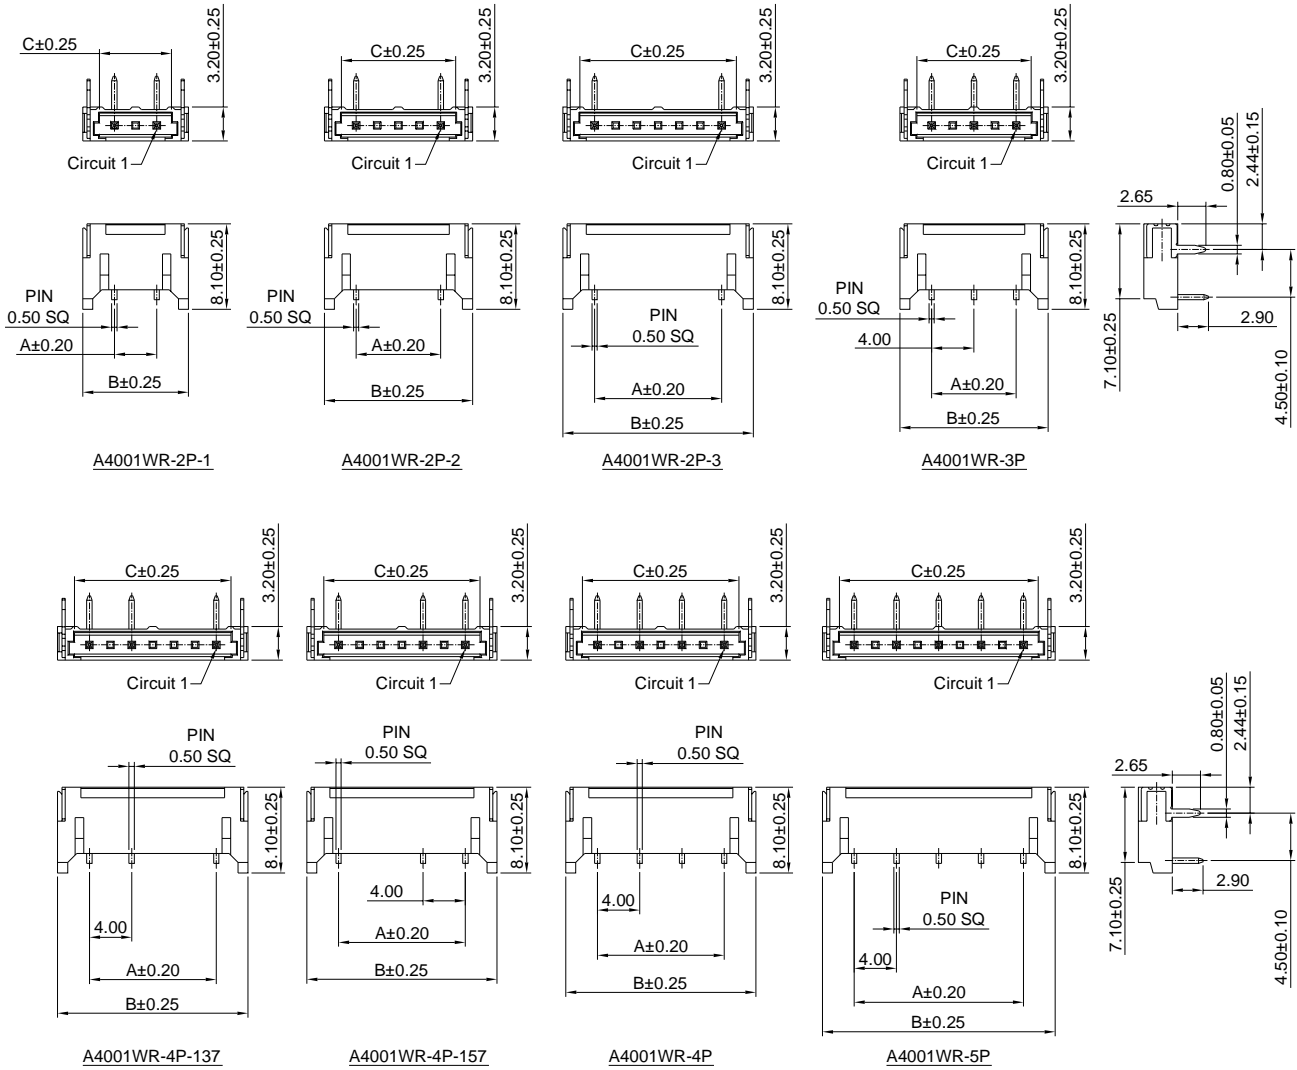 C±0.25
3.20±0.25
Circuit 1
C±0.25
3.20±0.25
Circuit 1
C±0.25
3.20±0.25
Circuit 1
C±0.25
3.20±0.25
Circuit 1
PIN
0.50 SQ
A±0.20
B±0.25
8.10±0.25
A4001WR-2P-1
PIN
0.50 SQ
A±0.20
B±0.25
8.10±0.25
A4001WR-2P-2
PIN
0.50 SQ
A±0.20
B±0.25
8.10±0.25
A4001WR-2P-3
PIN
0.50 SQ
4.00
A±0.20
B±0.25
8.10±0.25
A4001WR-3P
2.65
0.80±0.05
2.44±0.15
7.10±0.25
2.90
4.50±0.10
C±0.25
3.20±0.25
Circuit 1
C±0.25
3.20±0.25
Circuit 1
C±0.25
3.20±0.25
Circuit 1
C±0.25
3.20±0.25
Circuit 1
PIN
0.50 SQ
8.10±0.25
4.00
A±0.20
B±0.25
A4001WR-4P-137
PIN
0.50 SQ
8.10±0.25
4.00
A±0.20
B±0.25
A4001WR-4P-157
PIN
0.50 SQ
8.10±0.25
4.00
A±0.20
B±0.25
A4001WR-4P
8.10±0.25
PIN
0.50 SQ
4.00
A±0.20
B±0.25
A4001WR-5P
2.65
0.80±0.05
2.44±0.15
7.10±0.25
2.90
4.50±0.10